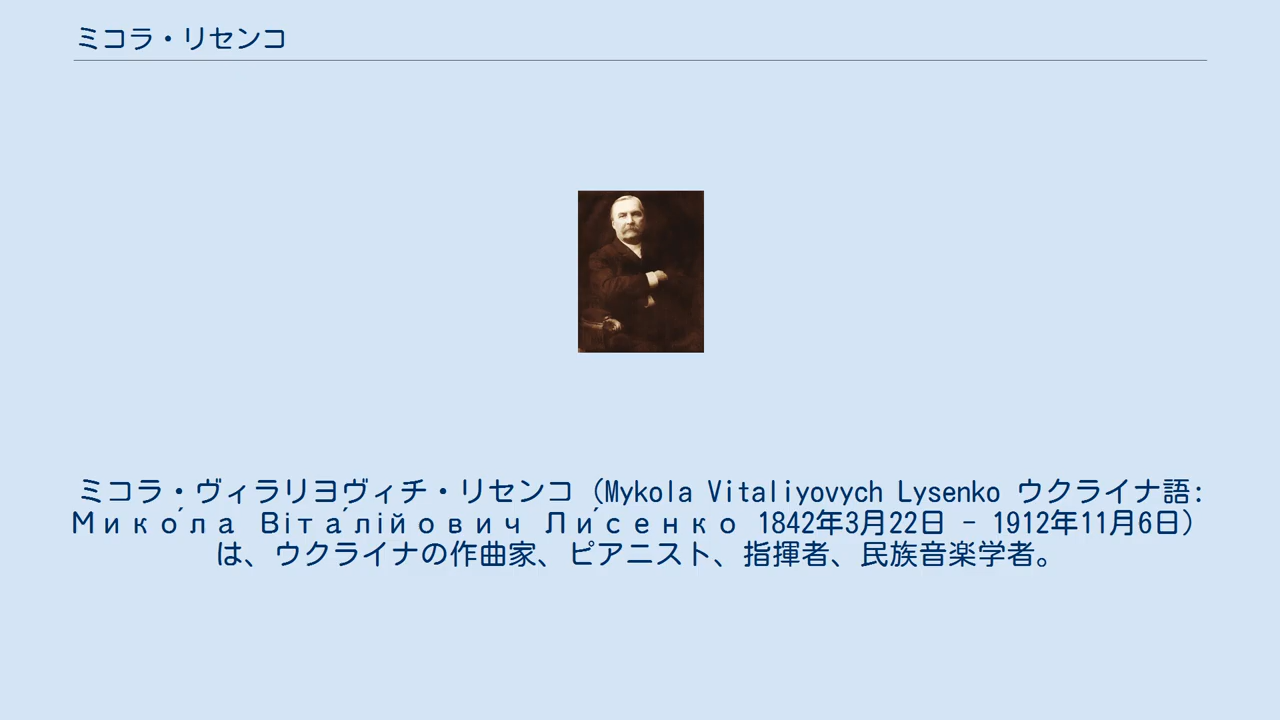 ミコラ・リセンコ
ミコラ・ヴィラリヨヴィチ・リセンコ (Mykola Vitaliyovych Lysenko ウクライナ語:
Мико́ла Віта́лійович Ли́сенко 1842年3月22日 - 1912年11月6日)
は、ウクライナの作曲家、ピアニスト、指揮者、民族音楽学者。